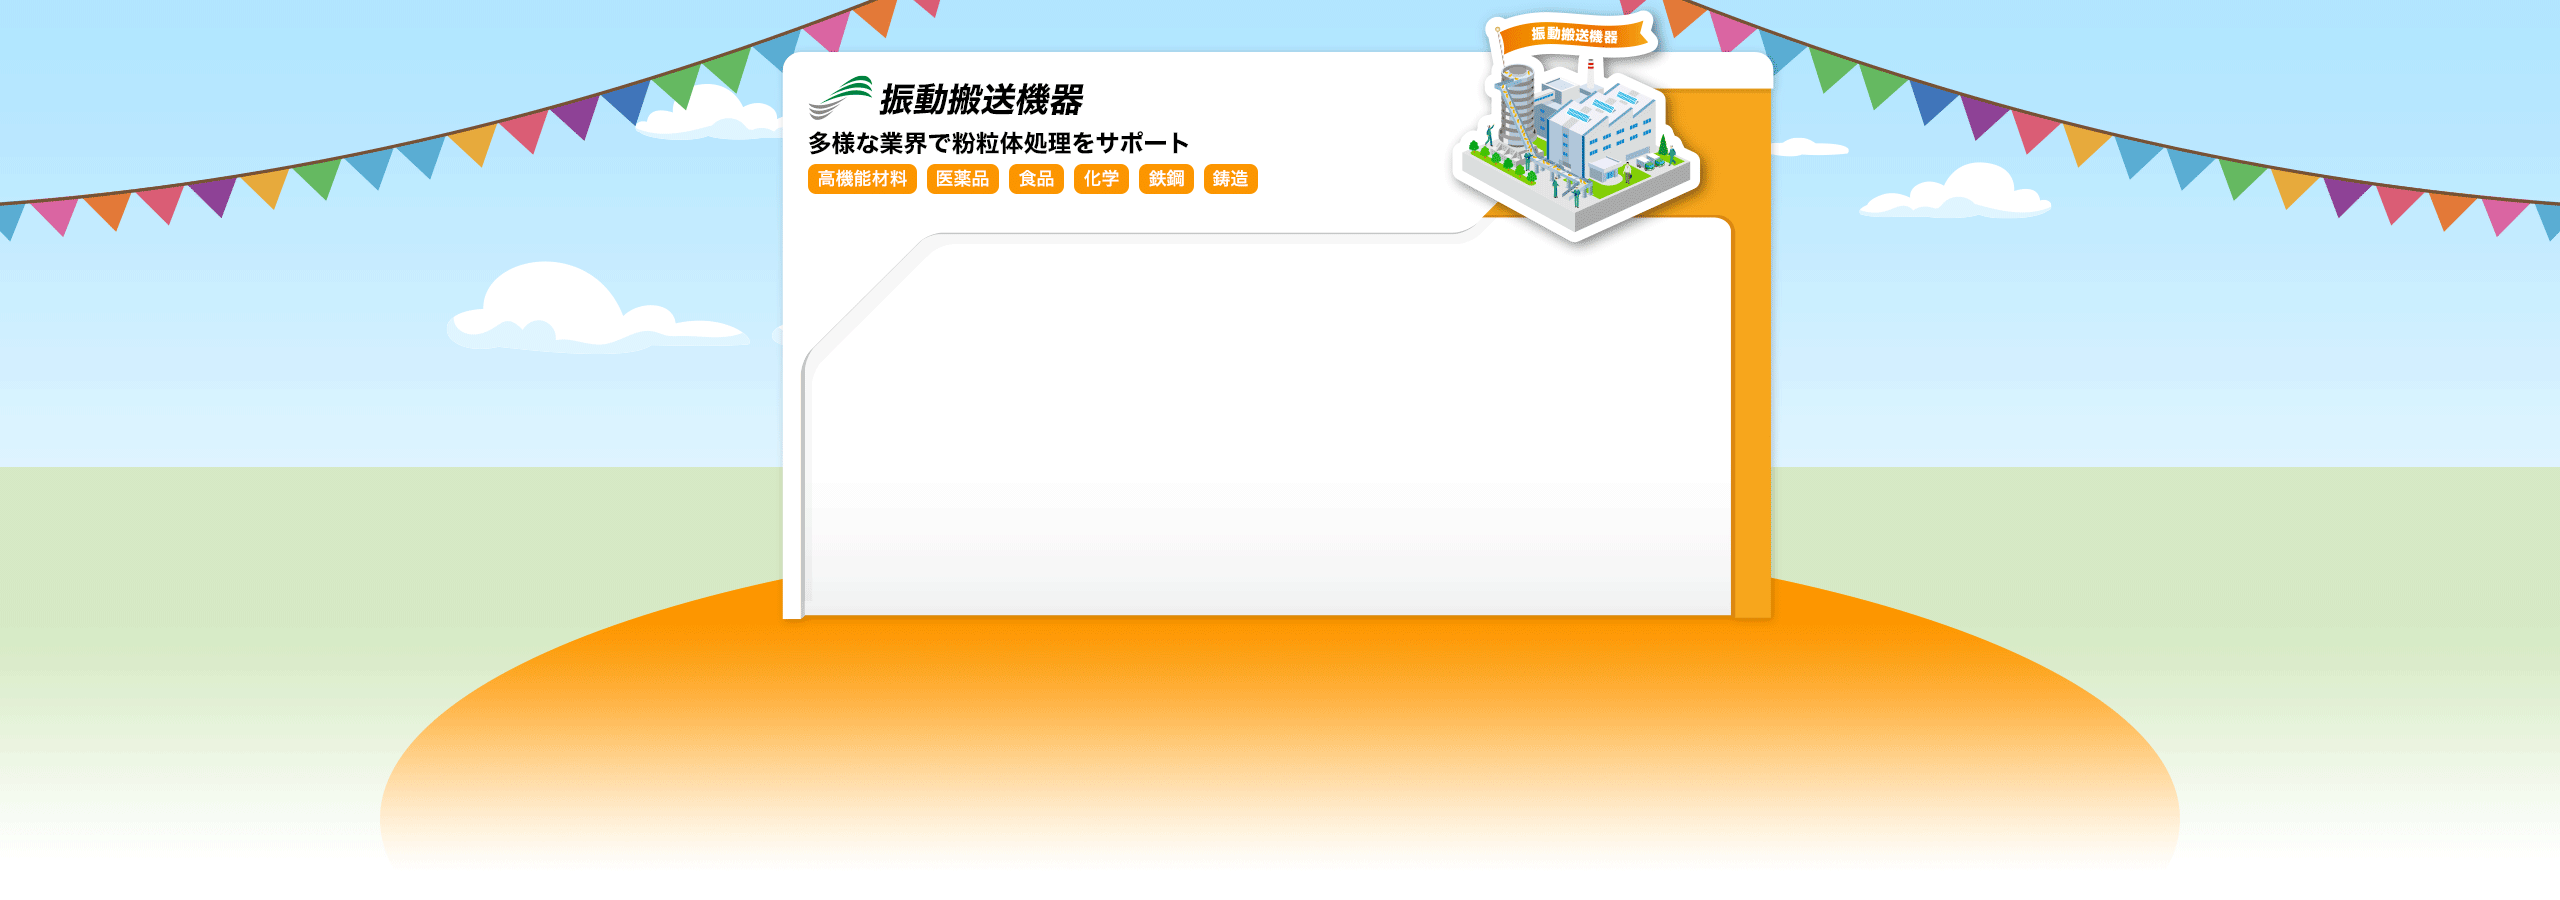 振動搬送機器
振動搬送機器
多様な業界で粉粒体処理をサポート
高機能材料 医薬品 食品 化学 鉄鋼 鋳造